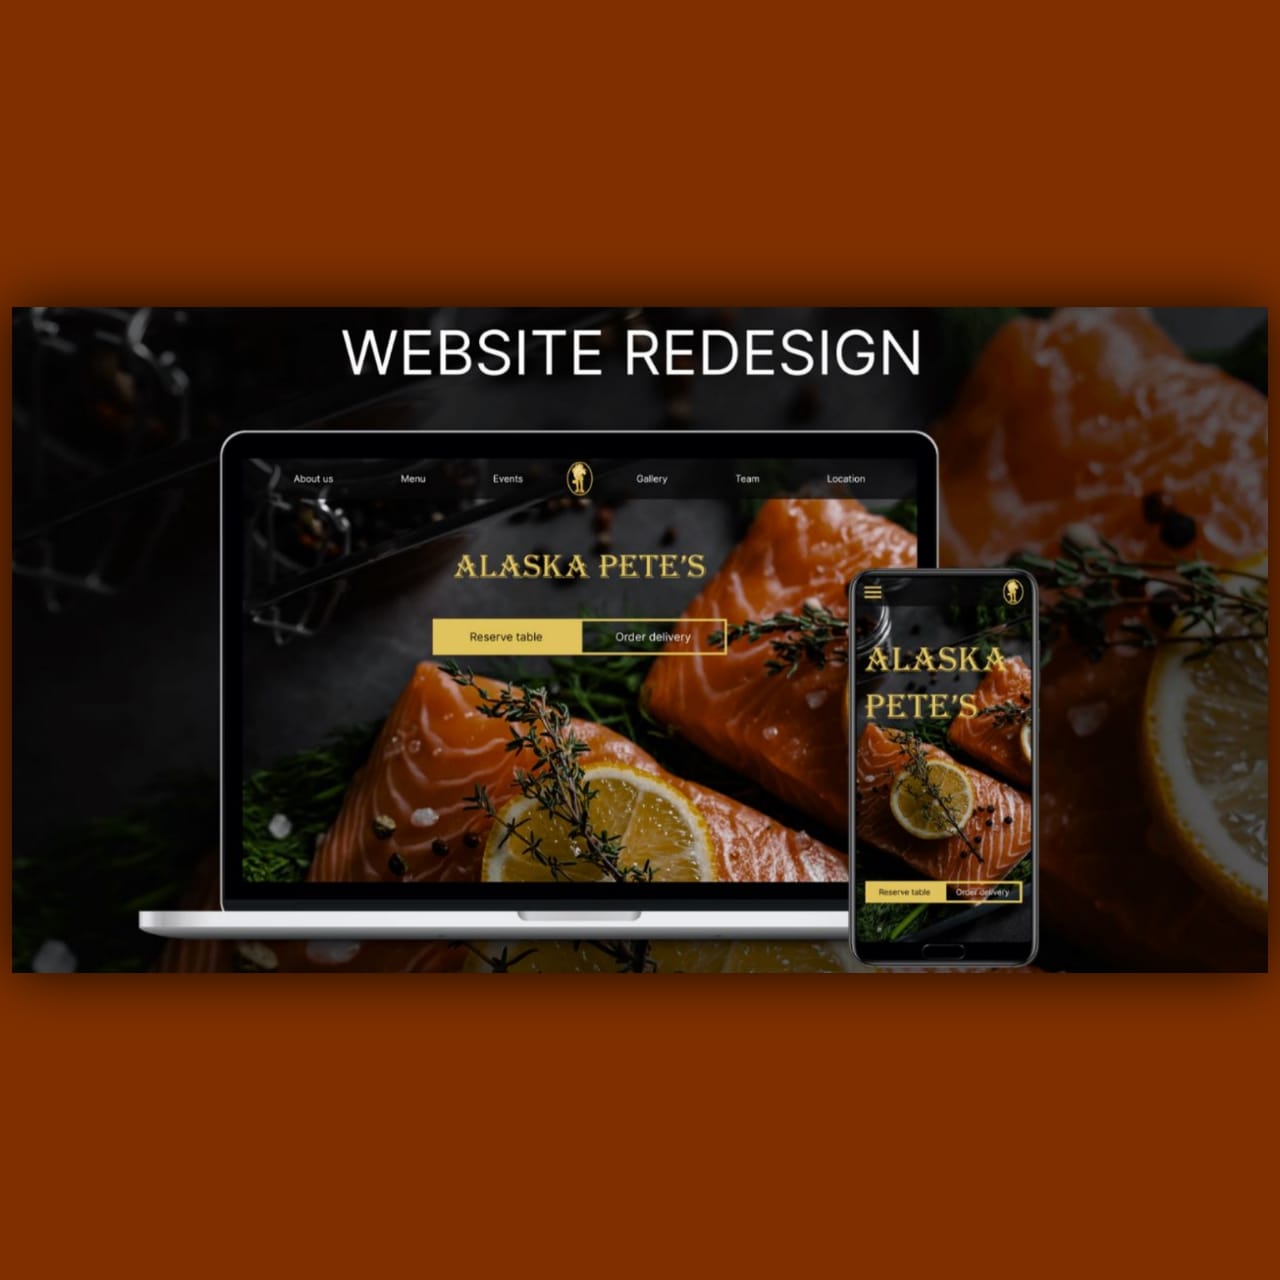 WEBSITE REDESIGN
About us Menu Events Gallery Team Location
ALASKA PETE'S
Reserve table Order delivery
ALASKA
PETE'S
Reserve table Order delivery